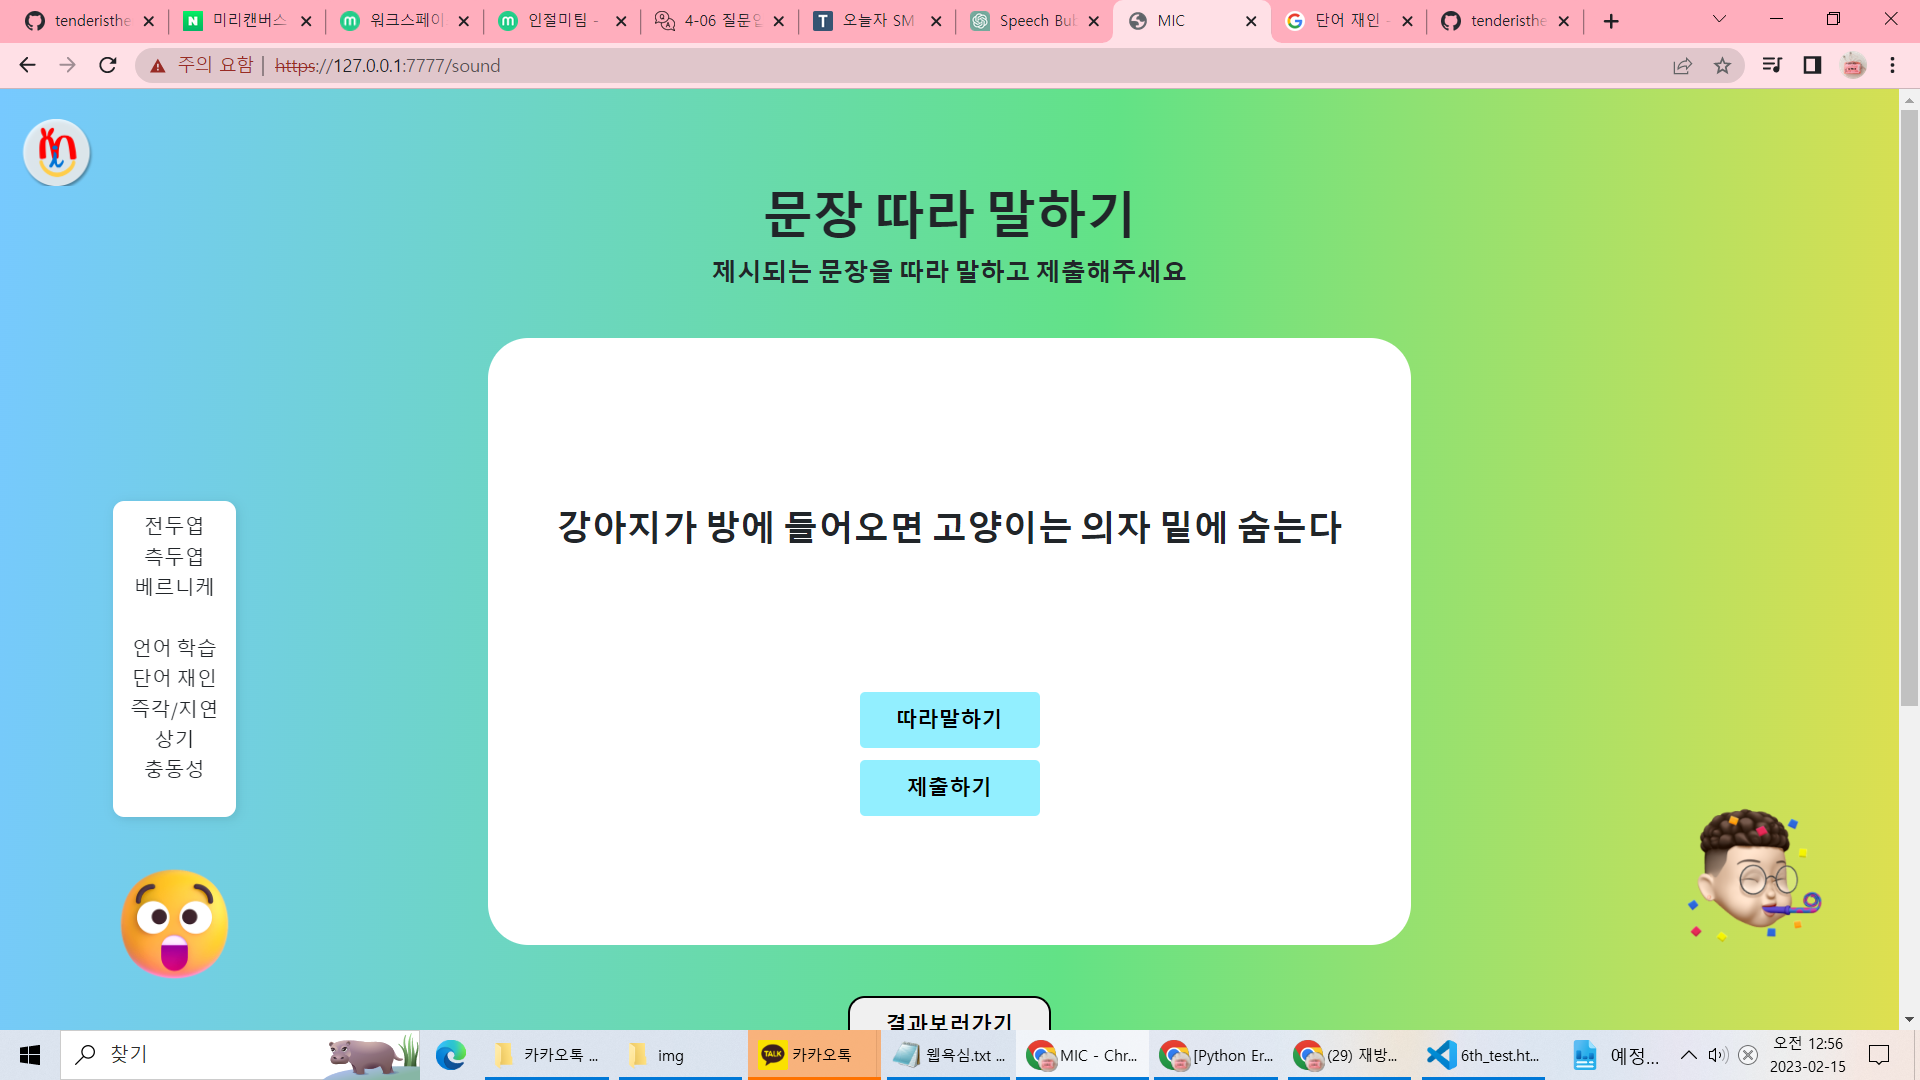 tenderisthe
미리캔버스
워크스페이
인절미팀 -
4-06 질문답
오늘자 SM
Speech Bub
MIC
단어 재인 -
tenderisthe
주의 요함 | https://127.0.0.1:7777/sound
문장 따라 말하기
제시되는 문장을 따라 말하고 제출해주세요
강아지가 방에 들어오면 고양이는 의자 밑에 숨는다
따라말하기
제출하기
전두엽
측두엽
베르니케
언어 학습
단어 재인
즉각/지연
상기
충동성
결과보러가기
찾기
카카오톡 ...
img
TALK
카카오톡
웹욕심.txt ...
MIC - Chr...
[Python Er...
(29) 재방...
6th_test.ht...
예정...
오전 12:56
2023-02-15